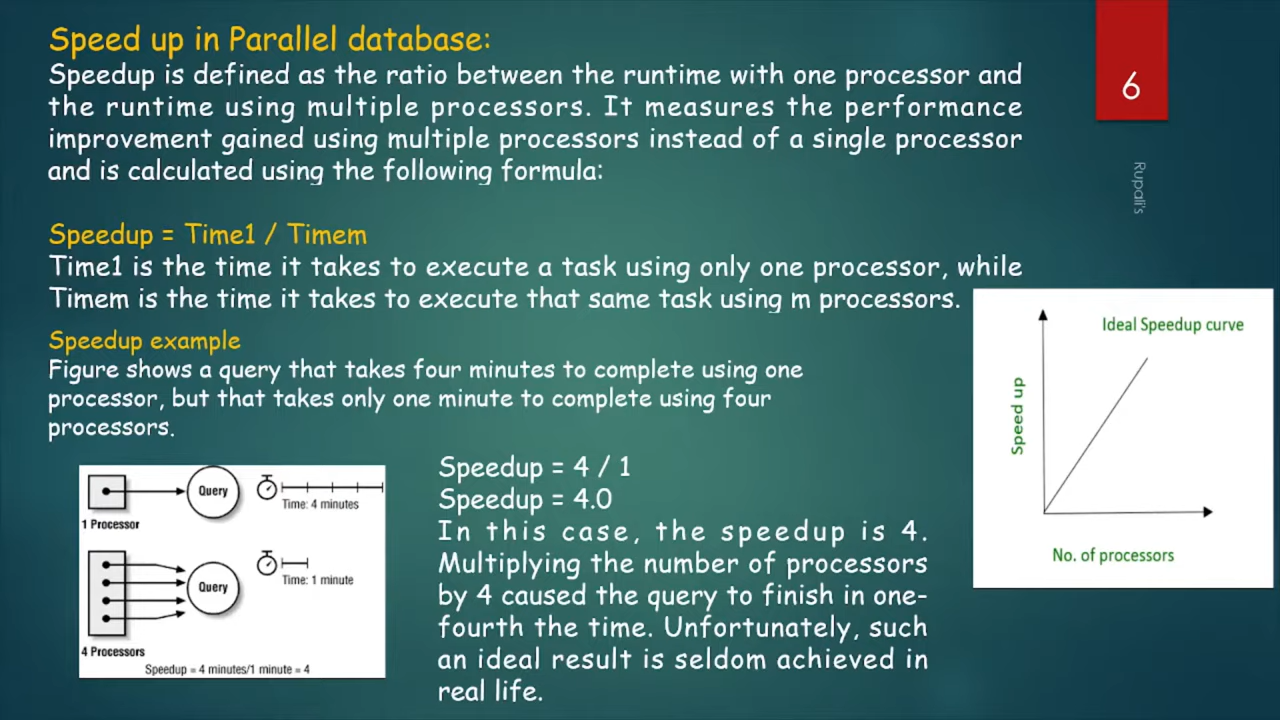 Speed up in Parallel database:
Speedup is defined as the ratio between the runtime with one processor and
the runtime using multiple processors. It measures the performance
improvement gained using multiple processors instead of a single processor
and is calculated using the following formula:
6
Rupali's
Speedup = Time1 / Timem
Time1 is the time it takes to execute a task using only one processor, while
Timem is the time it takes to execute that same task using m processors.
Speedup example
Figure shows a query that takes four minutes to complete using one
processor, but that takes only one minute to complete using four
processors.
Query
Time: 4 minutes
1 Processor
Query
Time: 1 minute
4 Processors
Speedup = 4 minutes/1 minute = 4
Speedup = 4 / 1
Speedup = 4.0
In this case, the speedup is 4.
Multiplying the number of processors
by 4 caused the query to finish in one-
fourth the time. Unfortunately, such
an ideal result is seldom achieved in
real life.
Ideal Speedup curve
Speed up
No. of processors